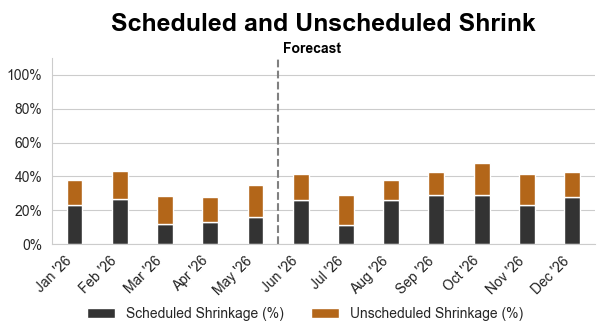 Scheduled and Unscheduled Shrink
Forecast
100%
80%
60%
40%
20%
0%
Jan '26
Feb '26
Mar '26
Apr '26
May '26
Jun '26
Jul '26
Aug '26
Sep '26
Oct '26
Nov '26
Dec '26
Scheduled Shrinkage (%)
Unscheduled Shrinkage (%)